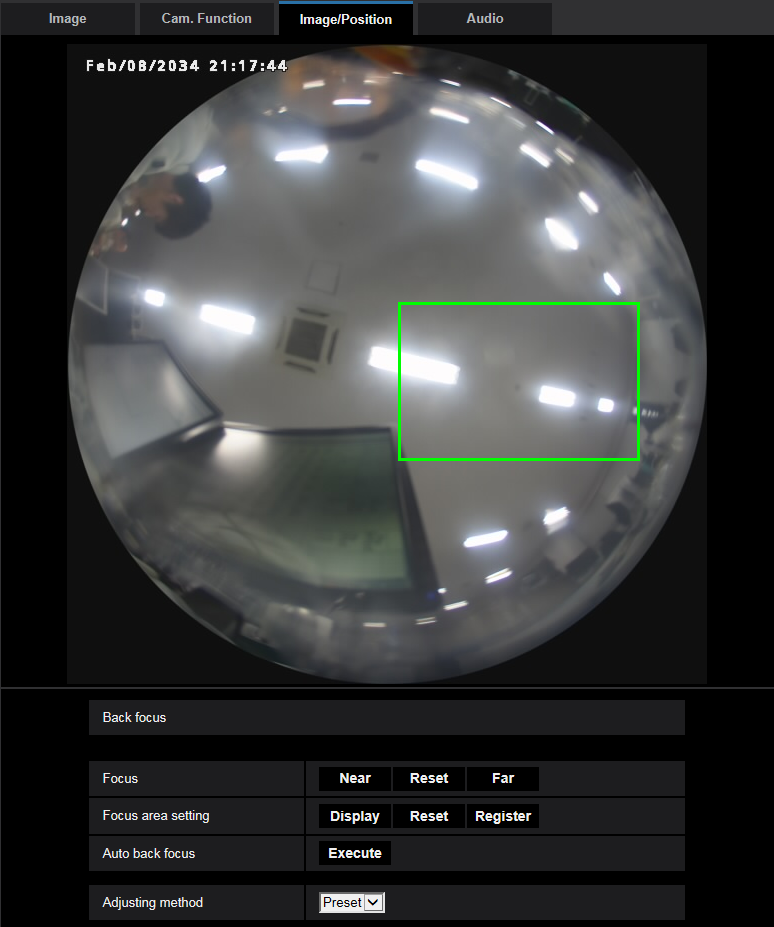 Image Cam. Function Image/Position Audio
Feb/08/2034 21:17:44
Back focus
Focus Near Reset Far
Focus area setting Display Reset Register
Auto back focus Execute
Adjusting method Preset